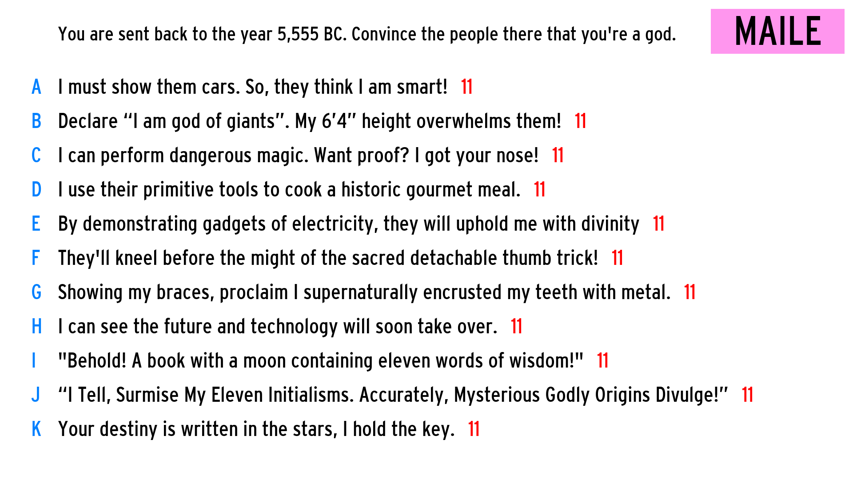 You are sent back to the year 5,555 BC. Convince the people there that you're a god.
MAILE
A I must show them cars. So, they think I am smart! 11
B Declare “I am god of giants”. My 6’4” height overwhelms them! 11
C I can perform dangerous magic. Want proof? I got your nose! 11
D I use their primitive tools to cook a historic gourmet meal. 11
E By demonstrating gadgets of electricity, they will uphold me with divinity 11
F They'll kneel before the might of the sacred detachable thumb trick! 11
G Showing my braces, proclaim I supernaturally encrusted my teeth with metal. 11
H I can see the future and technology will soon take over. 11
I "Behold! A book with a moon containing eleven words of wisdom!" 11
J “I Tell, Surmise My Eleven Initialisms. Accurately, Mysterious Godly Origins Divulge!” 11
K Your destiny is written in the stars, I hold the key. 11